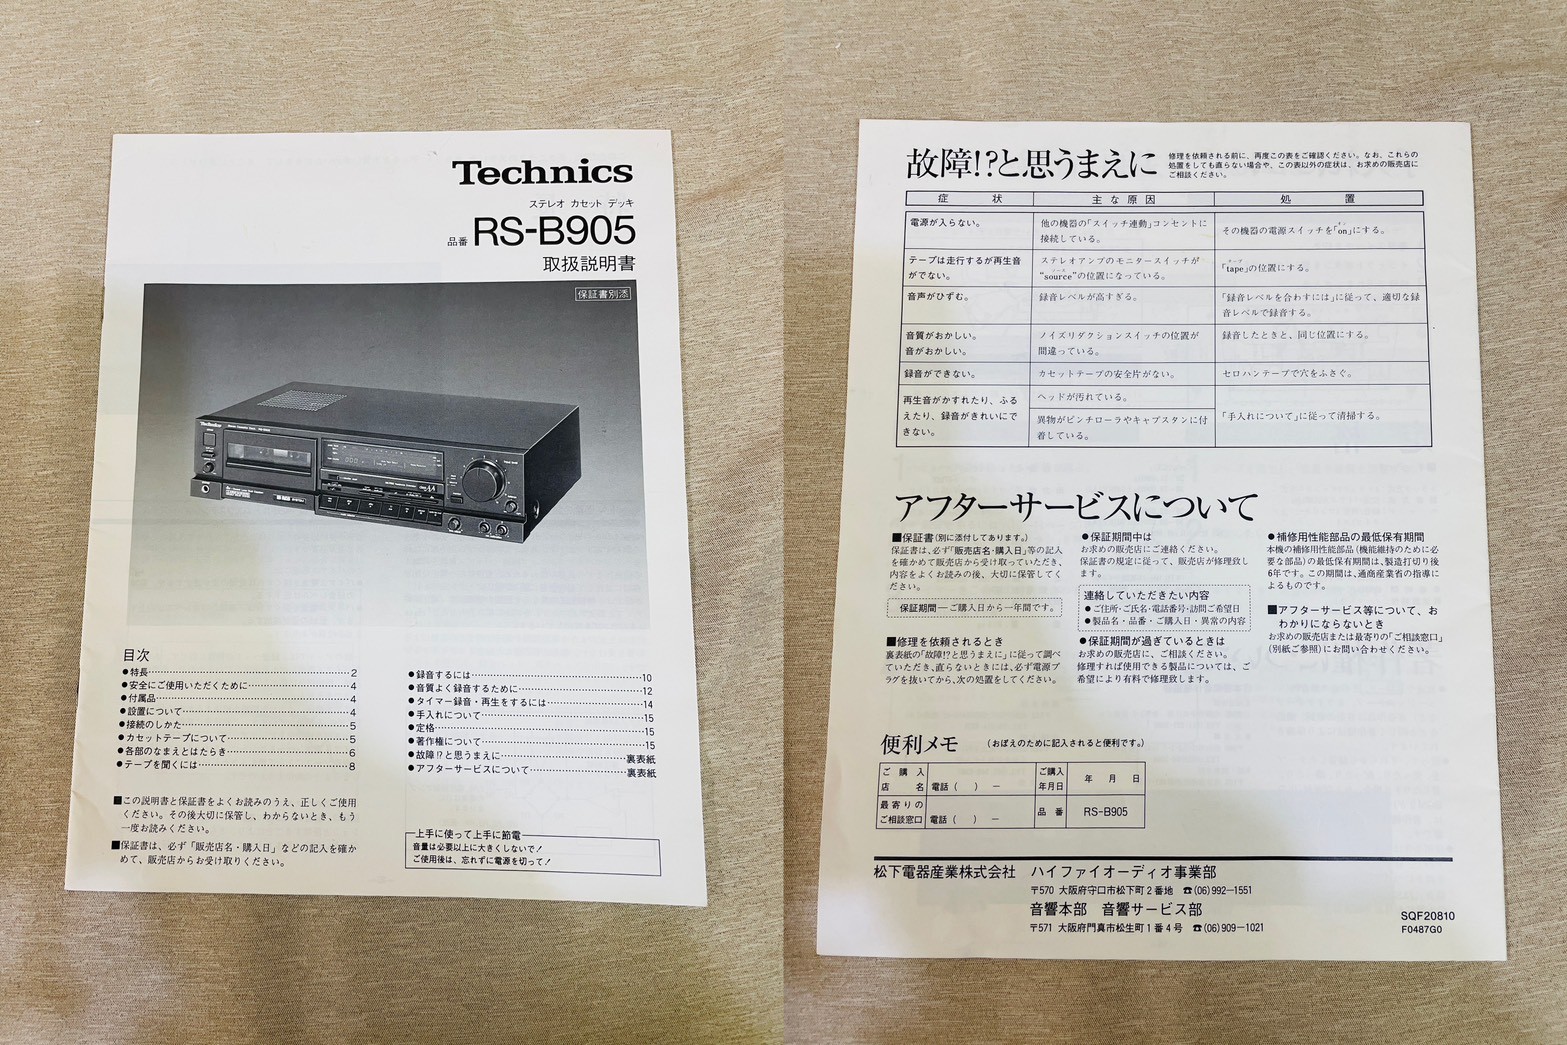 Technics
ステレオ カセット デッキ
品番 RS-B905
取扱説明書
保証書別添
Technics
目次
●特長 2
●安全にご使用いただくために 4
●付属品 4
●設置について 4
●接続のしかた 5
●カセットテープについて 5
●各部のなまえとはたらき 6
●テープを聞くには 8
●録音するには 10
●音質よく録音するために 12
●タイマー録音・再生をするには 14
●手入れについて 15
●定格 15
●著作権について 15
●故障!?と思うまえに 裏表紙
●アフターサービスについて 裏表紙
■この説明書と保証書をよくお読みのうえ、正しくご使用
ください。その後大切に保管し、わからないとき、もう
一度お読みください。
■保証書は、必ず「販売店名・購入日」などの記入を確か
めて、販売店からお受け取りください。
上手に使って上手に節電
音量は必要以上に大きくしないで！
ご使用後は、忘れずに電源を切って！
故障!?と思うまえに
修理を依頼される前に、再度この表をご確認ください。なお、これらの
処置をしても直らない場合や、この表以外の症状は、お求めの販売店に
ご相談ください。
症状 主な原因 処置
電源が入らない。
他の機器の「スイッチ連動」コンセントに
接続している。
その機器の電源スイッチを「on」にする。
テープは走行するが再生音
がでない。
ステレオアンプのモニタースイッチが
“source”の位置になっている。
「tape」の位置にする。
音声がひずむ。
録音レベルが高すぎる。
「録音レベルを合わすには」に従って、適切な録
音レベルで録音する。
音質がおかしい。
音がおかしい。
ノイズリダクションスイッチの位置が
間違っている。
録音したときと、同じ位置にする。
録音ができない。
カセットテープの安全片がない。
セロハンテープで穴をふさぐ。
再生音がかすれたり、ふる
えたり、録音がきれいにで
きない。
ヘッドが汚れている。
異物がピンチローラやキャプスタンに付
着している。
「手入れについて」に従って清掃する。
アフターサービスについて
■保証書(別に添付してあります。)
保証書は、必ず「販売店名・購入日」等の記入
を確かめて販売店から受け取っていただき、
内容をよくお読みの後、大切に保管してく
ださい。
保証期間―ご購入日から一年間です。
■修理を依頼されるとき
裏表紙の「故障!?と思うまえに」に従って調べ
ていただき、直らないときには、必ず電源プ
ラグを抜いてから、次の処置をしてください。
●保証期間中は
お求めの販売店にご連絡ください。
保証書の規定に従って、販売店が修理致し
ます。
連絡していただきたい内容
●ご住所・ご氏名・電話番号・訪問ご希望日
●製品名・品番・ご購入日・異常の内容
●保証期間が過ぎているときは
お求めの販売店に、ご相談ください。
修理すれば使用できる製品については、ご
希望により有料で修理致します。
●補修用性能部品の最低保有期間
本機の補修用性能部品(機能維持のために必
要な部品)の最低保有期間は、製造打切り後
6年です。この期間は、通商産業省の指導に
よるものです。
■アフターサービス等について、お
わかりにならないとき
お求めの販売店または最寄りの「ご相談窓口」
(別紙ご参照)にお問い合わせください。
便利メモ (おぼえのために記入されると便利です。)
ご購入
店名
電話( ) ―
ご購入
年月日
年 月 日
最寄りの
ご相談窓口
電話( ) ―
品番 RS-B905
松下電器産業株式会社 ハイファイオーディオ事業部
〒570 大阪府守口市松下町2番地 ☎(06)992―1551
音響本部 音響サービス部
〒571 大阪府門真市松生町1番4号 ☎(06)909―1021
SQF20810
F0487G0